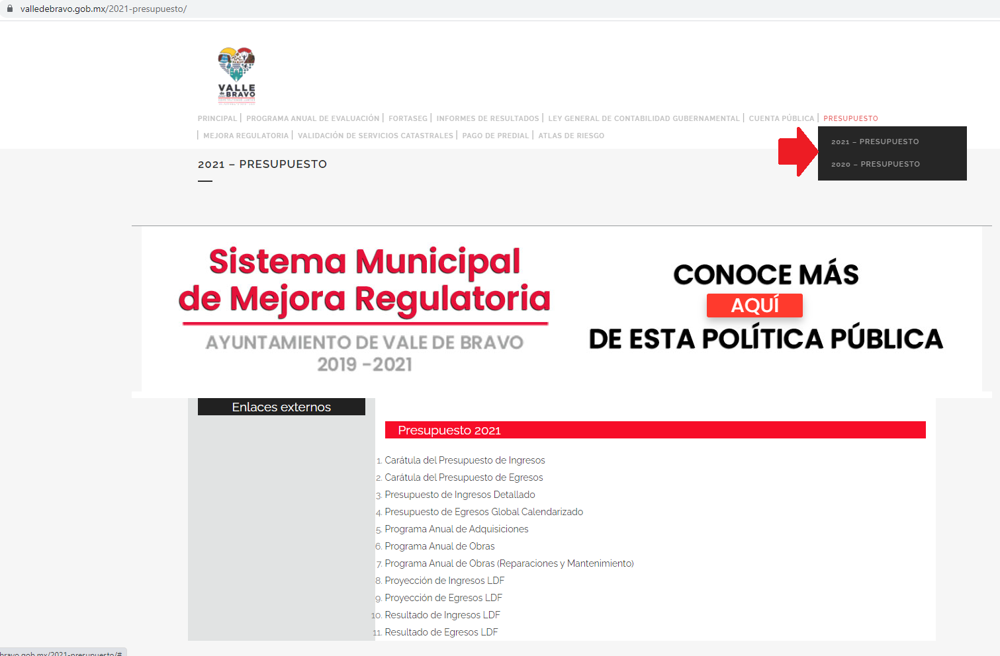 valledebravo.gob.mx/2021-presupuesto/
VALLE
de BRAVO
PRINCIPAL | PROGRAMA ANUAL DE EVALUACIÓN | FORTASEG | INFORMES DE RESULTADOS | LEY GENERAL DE CONTABILIDAD GUBERNAMENTAL | CUENTA PÚBLICA | PRESUPUESTO
| MEJORA REGULATORIA | VALIDACIÓN DE SERVICIOS CATASTRALES | PAGO DE PREDIAL | ATLAS DE RIESGO
2021 – PRESUPUESTO
2020 – PRESUPUESTO
2021 – PRESUPUESTO
Sistema Municipal
de Mejora Regulatoria
AYUNTAMIENTO DE VALE DE BRAVO
2019 -2021
CONOCE MÁS
AQUÍ
DE ESTA POLÍTICA PÚBLICA
Enlaces externos
Presupuesto 2021
1. Carátula del Presupuesto de Ingresos
2. Carátula del Presupuesto de Egresos
3. Presupuesto de Ingresos Detallado
4. Presupuesto de Egresos Global Calendarizado
5. Programa Anual de Adquisiciones
6. Programa Anual de Obras
7. Programa Anual de Obras (Reparaciones y Mantenimiento)
8. Proyección de Ingresos LDF
9. Proyección de Egresos LDF
10. Resultado de Ingresos LDF
11. Resultado de Egresos LDF
bravo.gob.mx/2021-presupuesto/#